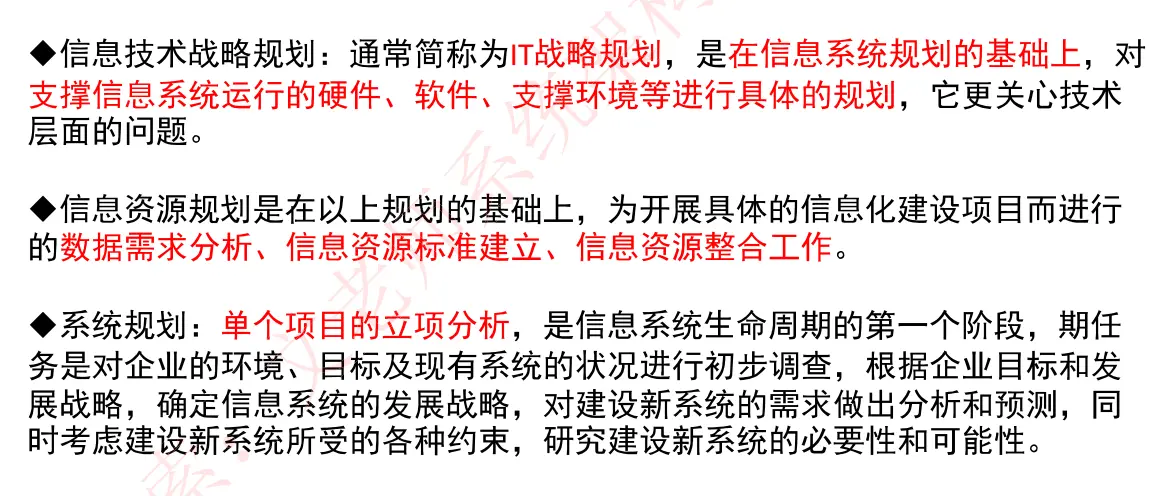 ◆信息技术战略规划：通常简称为IT战略规划，是在信息系统规划的基础上，对
支撑信息系统运行的硬件、软件、支撑环境等进行具体的规划，它更关心技术
层面的问题。
◆信息资源规划是在以上规划的基础上，为开展具体的信息化建设项目而进行
的数据需求分析、信息资源标准建立、信息资源整合工作。
◆系统规划：单个项目的立项分析，是信息系统生命周期的第一个阶段，期任
务是对企业的环境、目标及现有系统的状况进行初步调查，根据企业目标和发
展战略，确定信息系统的发展战略，对建设新系统的需求做出分析和预测，同
时考虑建设新系统所受的各种约束，研究建设新系统的必要性和可能性。
文老师系统架构